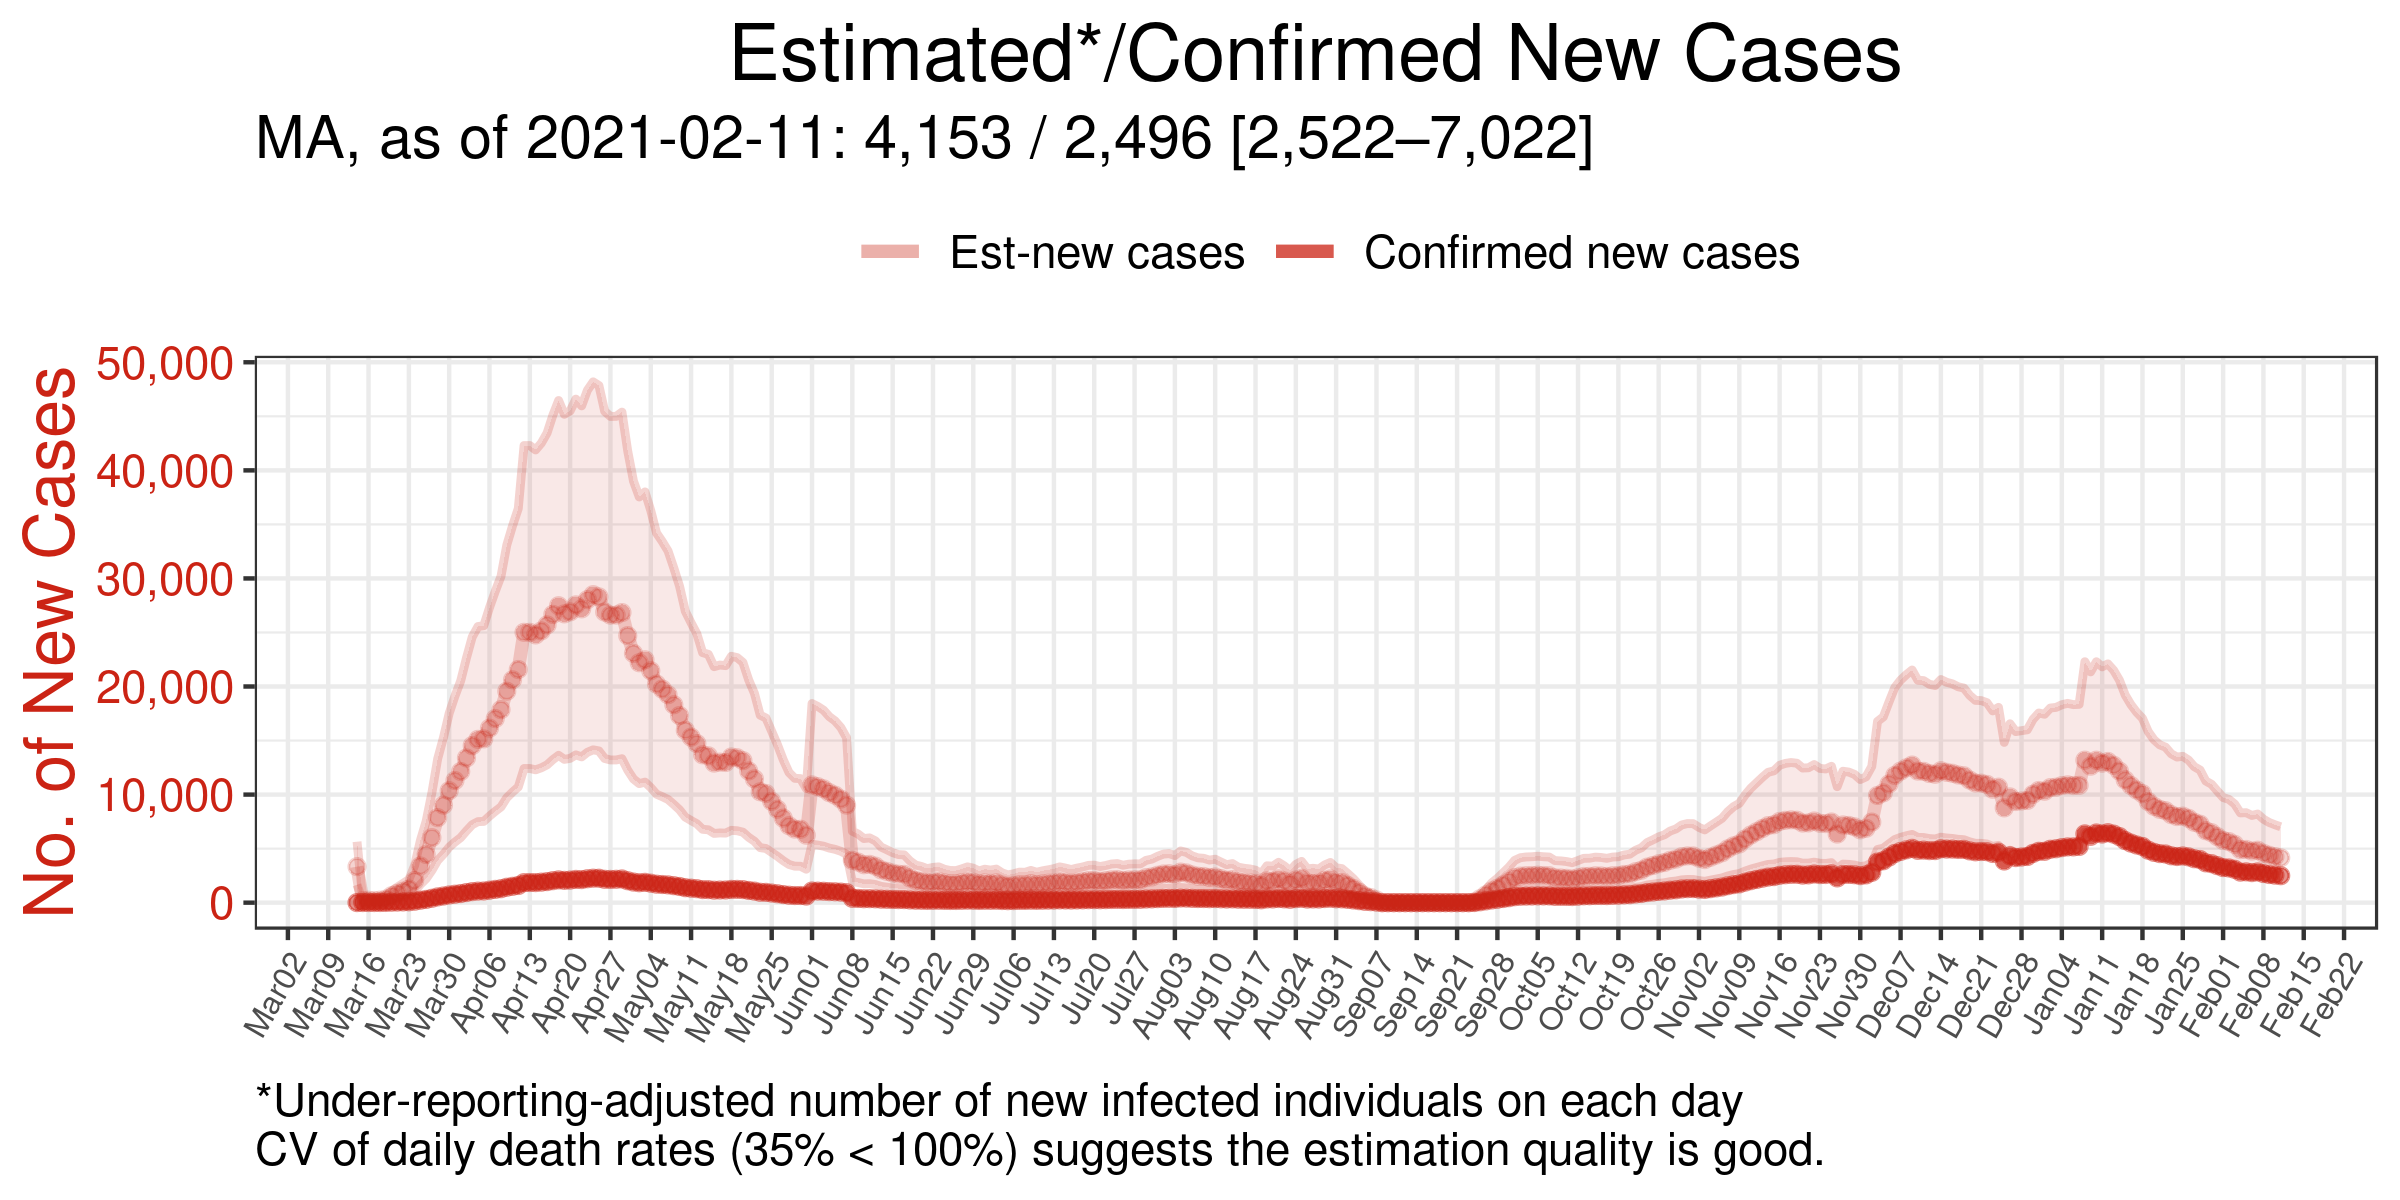 Estimated*/Confirmed New Cases
MA, as of 2021-02-11: 4,153 / 2,496 [2,522–7,022]
Est-new cases
Confirmed new cases
No. of New Cases
50,000
40,000
30,000
20,000
10,000
0
Mar02
Mar09
Mar16
Mar23
Mar30
Apr06
Apr13
Apr20
Apr27
May04
May11
May18
May25
Jun01
Jun08
Jun15
Jun22
Jun29
Jul06
Jul13
Jul20
Jul27
Aug03
Aug10
Aug17
Aug24
Aug31
Sep07
Sep14
Sep21
Sep28
Oct05
Oct12
Oct19
Oct26
Nov02
Nov09
Nov16
Nov23
Nov30
Dec07
Dec14
Dec21
Dec28
Jan04
Jan11
Jan18
Jan25
Feb01
Feb08
Feb15
Feb22
*Under-reporting-adjusted number of new infected individuals on each day
CV of daily death rates (35% < 100%) suggests the estimation quality is good.